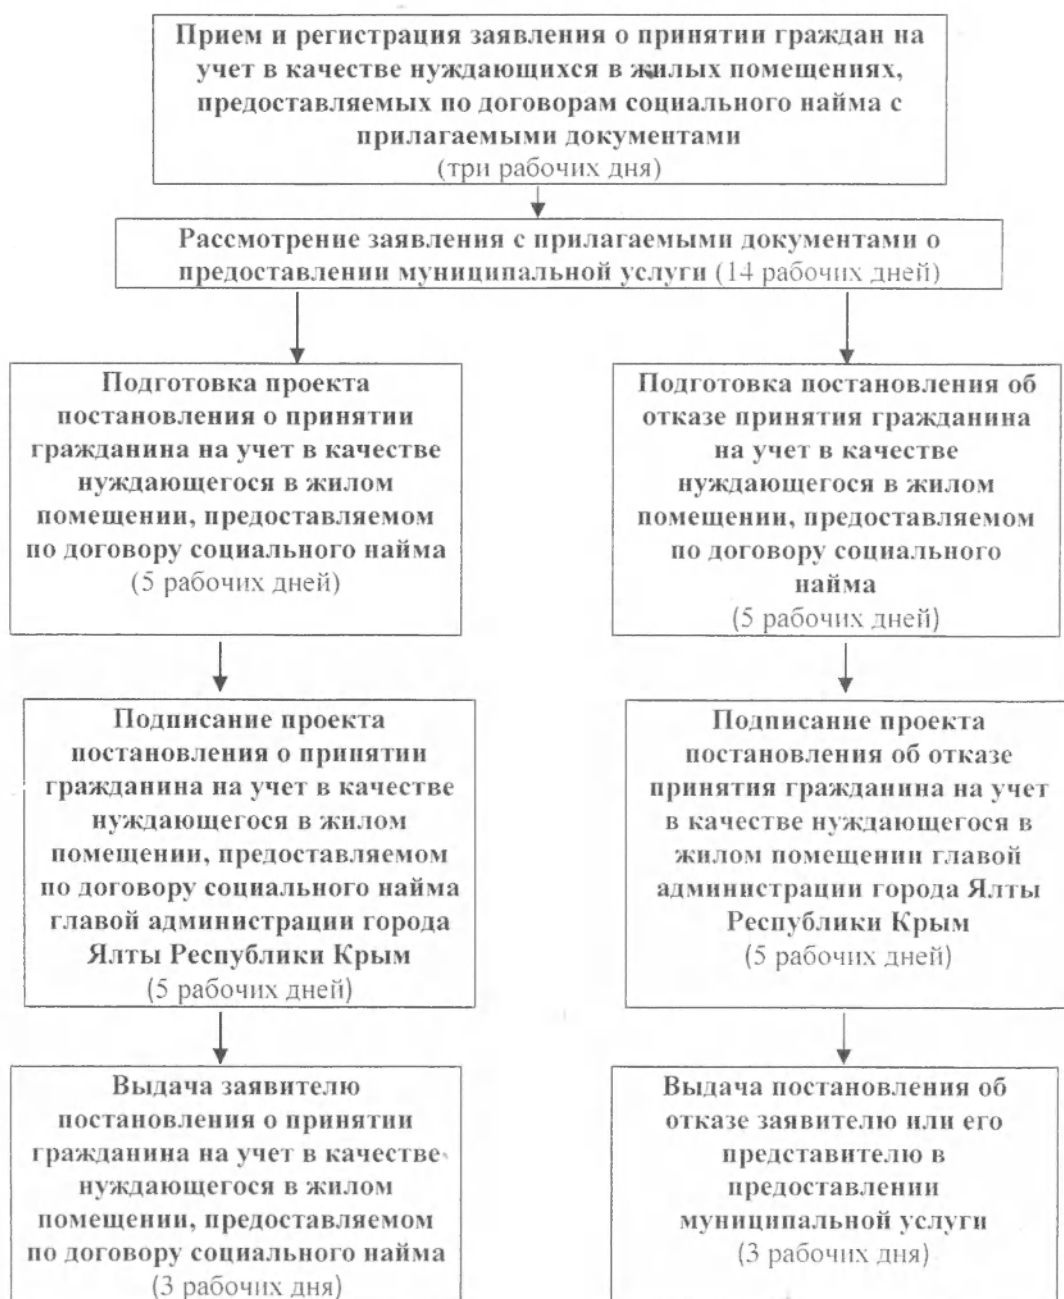 Прием и регистрация заявления о принятии граждан на
учет в качестве нуждающихся в жилых помещениях,
предоставляемых по договорам социального найма с
прилагаемыми документами
(три рабочих дня)
Рассмотрение заявления с прилагаемыми документами о
предоставлении муниципальной услуги (14 рабочих дней)
Подготовка проекта
постановления о принятии
гражданина на учет в качестве
нуждающегося в жилом
помещении, предоставляемом
по договору социального найма
(5 рабочих дней)
Подготовка постановления об
отказе принятия гражданина
на учет в качестве
нуждающегося в жилом
помещении, предоставляемом
по договору социального
найма
(5 рабочих дней)
Подписание проекта
постановления о принятии
гражданина на учет в качестве
нуждающегося в жилом
помещении, предоставляемом
по договору социального найма
главой администрации города
Ялты Республики Крым
(5 рабочих дней)
Подписание проекта
постановления об отказе
принятия гражданина на учет
в качестве нуждающегося в
жилом помещении главой
администрации города Ялты
Республики Крым
(5 рабочих дней)
Выдача заявителю
постановления о принятии
гражданина на учет в качестве
нуждающегося в жилом
помещении, предоставляемом
по договору социального найма
(3 рабочих дня)
Выдача постановления об
отказе заявителю или его
представителю в
предоставлении
муниципальной услуги
(3 рабочих дня)